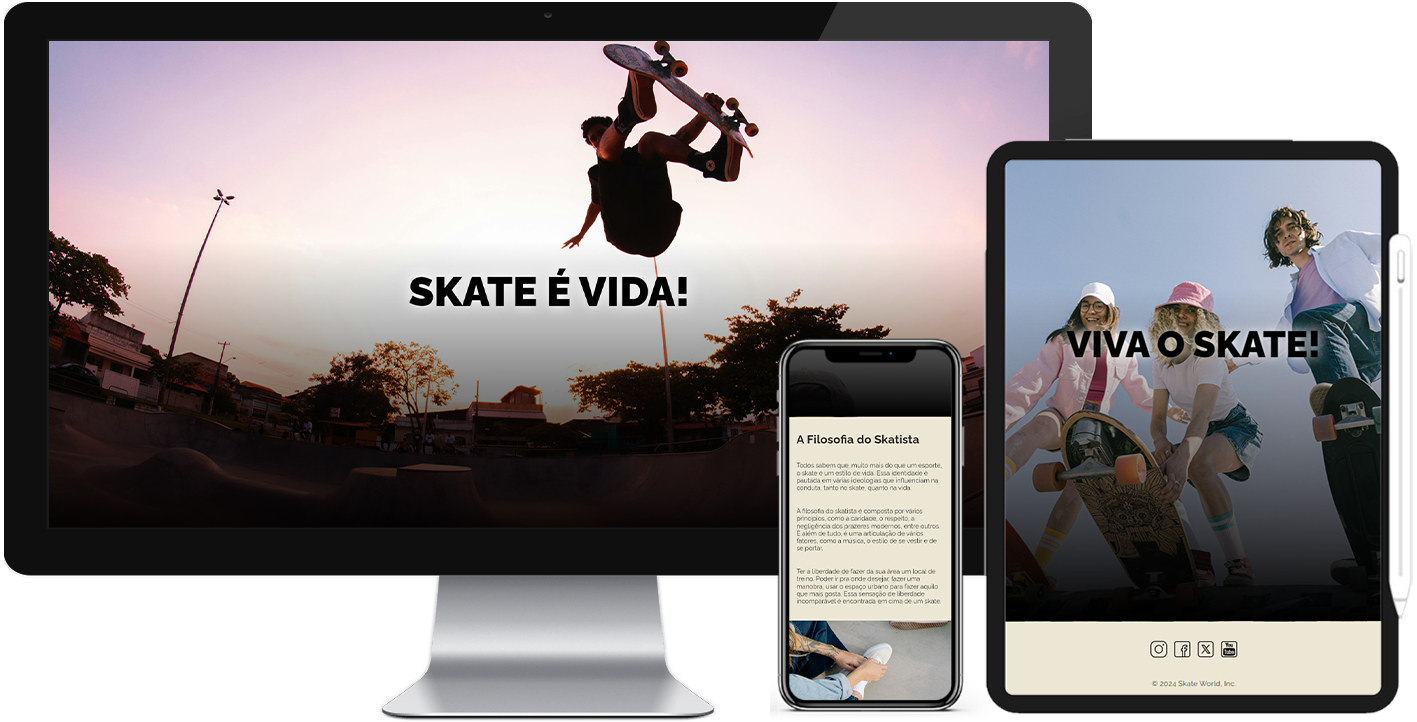 SKATE É VIDA!
A Filosofia do Skatista
Todos sabem que, muito mais do que um esporte,
o skate é um estilo de vida. Essa identidade é
pautada em várias ideologias que influenciam na
conduta, tanto no skate, quanto na vida.
A filosofia do skatista é composta por vários
princípios, como a caridade, o respeito, a
negligência dos prazeres modernos, entre outros.
E além de tudo, é uma articulação de vários
fatores, como a música, o estilo de se vestir e de
se portar.
Ter a liberdade de fazer da sua área um local de
treino. Poder ir pra onde desejar, fazer uma
manobra, usar o espaço urbano para fazer aquilo
que mais gosta. Essa sensação de liberdade
incomparável é encontrada em cima de um skate.
VIVA O SKATE!
You
Tube
© 2024 Skate World, Inc.